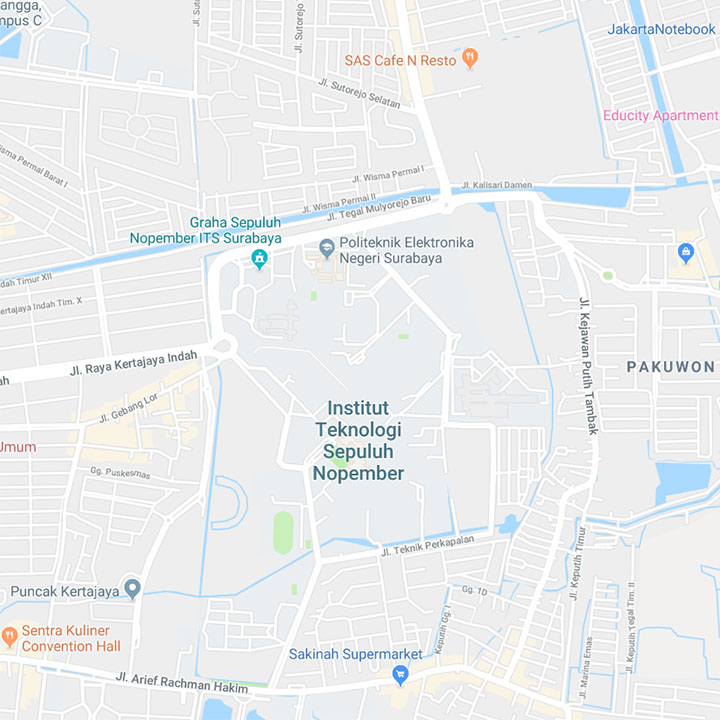 angga,
mpus C
Jl. Sutorejo
Jl. Sutorejo
JakartaNotebook
SAS Cafe N Resto
Jl. Sutorejo Selatan
Educity Apartment
Wisma Permai Barat I
Jl. Wisma Permai I
Jl. Kalisari Damen
Jl. Wisma Permai II
Jl. Tegal Mulyorejo Baru
Graha Sepuluh
Nopember ITS Surabaya
Politeknik Elektronika
Negeri Surabaya
ndah Timur XII
Kertajaya Indah Tim. X
Jl. Kejawan Putih Tambak
Jl. Raya Kertajaya Indah
ah
PAKUWON
Jl. Gebang Lor
Institut
Teknologi
Sepuluh
Nopember
Umum
Gg. Puskesmas
Jl. Teknik Perkapalan
Jl. Keputih Timur
Puncak Kertajaya
Gg. 1D
Keputih Gg. I
Jl. Keputih Tegal Tim. II
Sentra Kuliner
Convention Hall
Jl. Marina Emas
Sakinah Supermarket
Jl. Arief Rachman Hakim